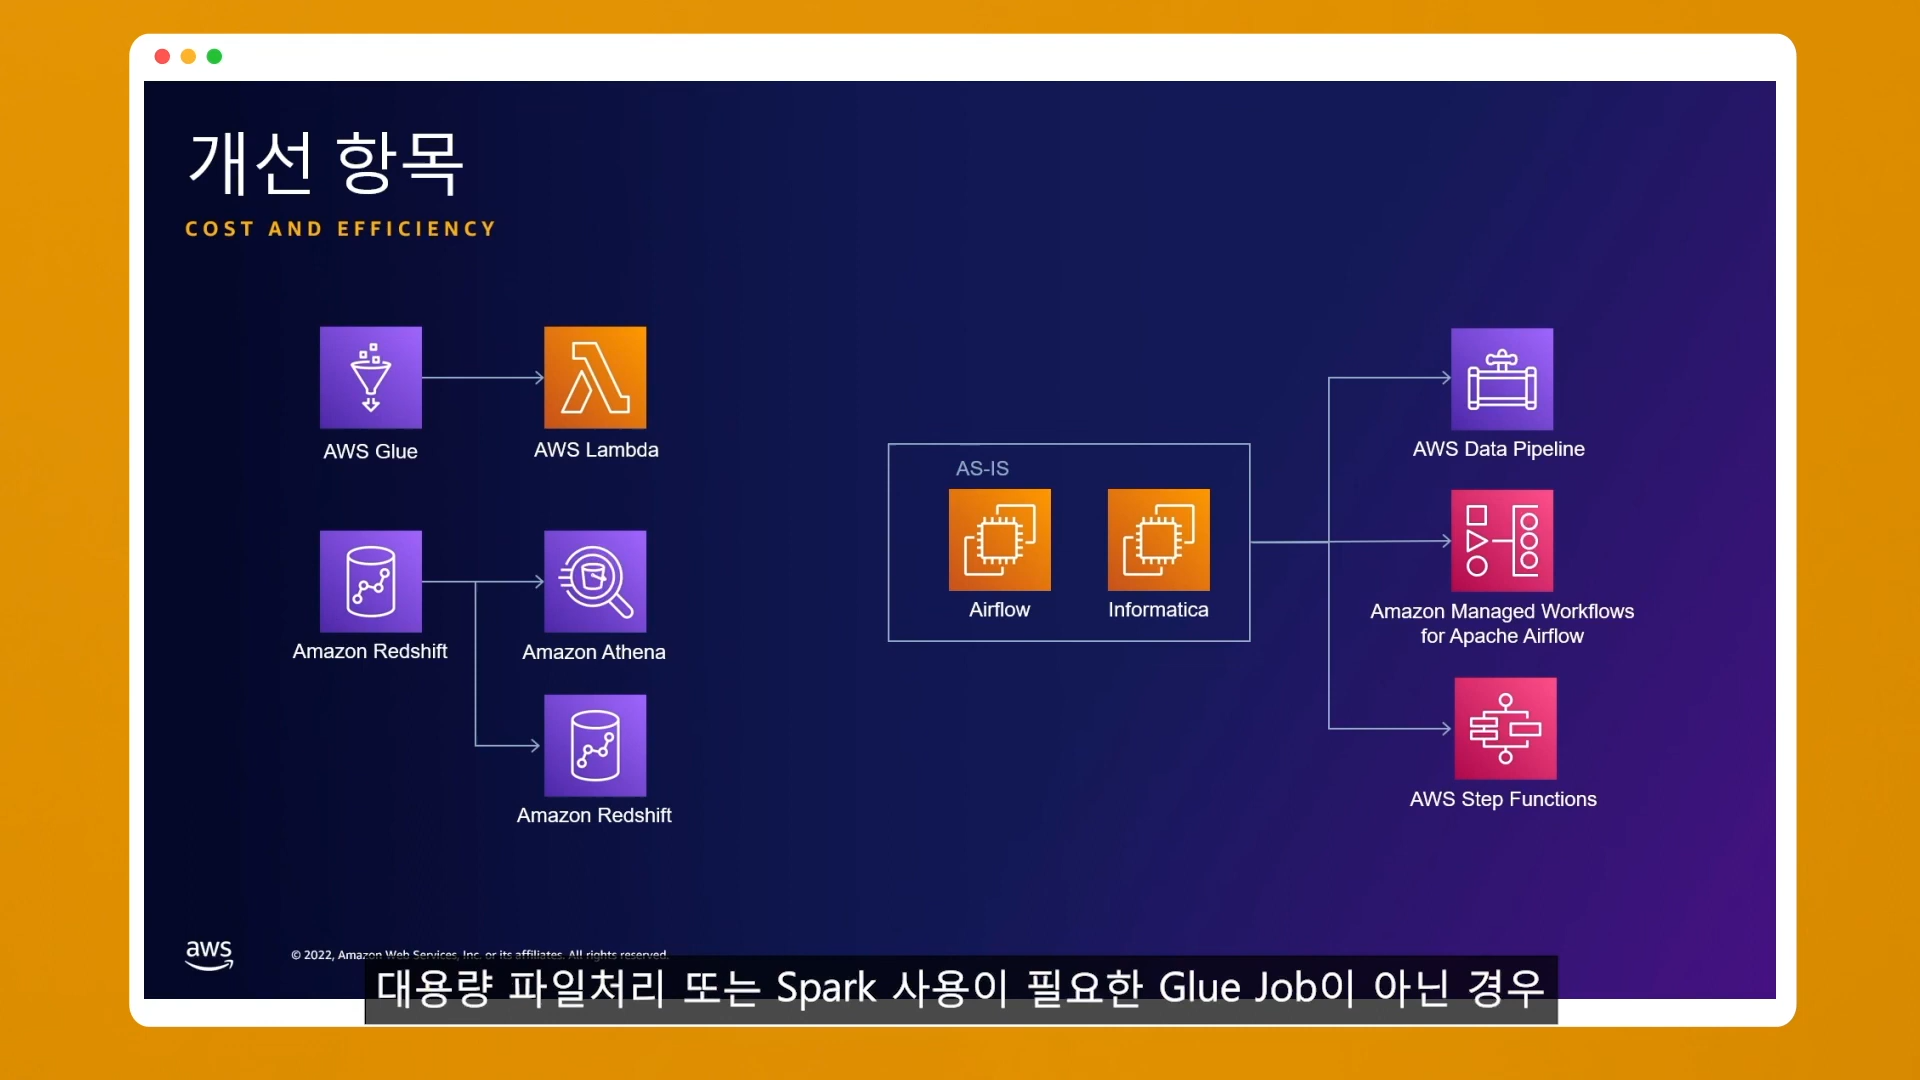 개선 항목
COST AND EFFICIENCY
AWS Glue
AWS Lambda
Amazon Redshift
Amazon Athena
Amazon Redshift
AS-IS
Airflow
Informatica
AWS Data Pipeline
Amazon Managed Workflows
for Apache Airflow
AWS Step Functions
aws
© 2022, Amazon Web Services, Inc. or its affiliates. All rights reserved.
대용량 파일처리 또는 Spark 사용이 필요한 Glue Job이 아닌 경우